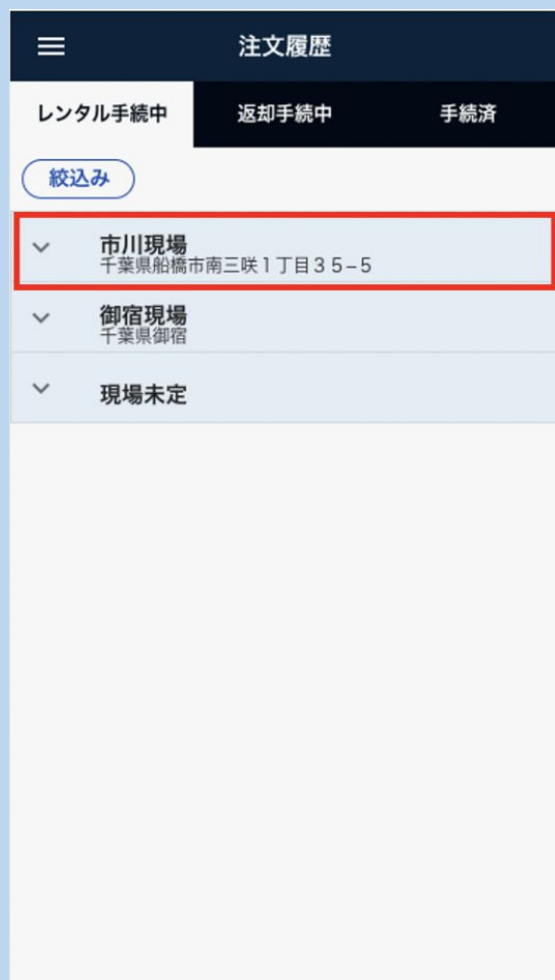 注文履歴
レンタル手続中 返却手続中 手続済
絞込み
市川現場
千葉県船橋市南三咲1丁目35-5
御宿現場
千葉県御宿
現場未定